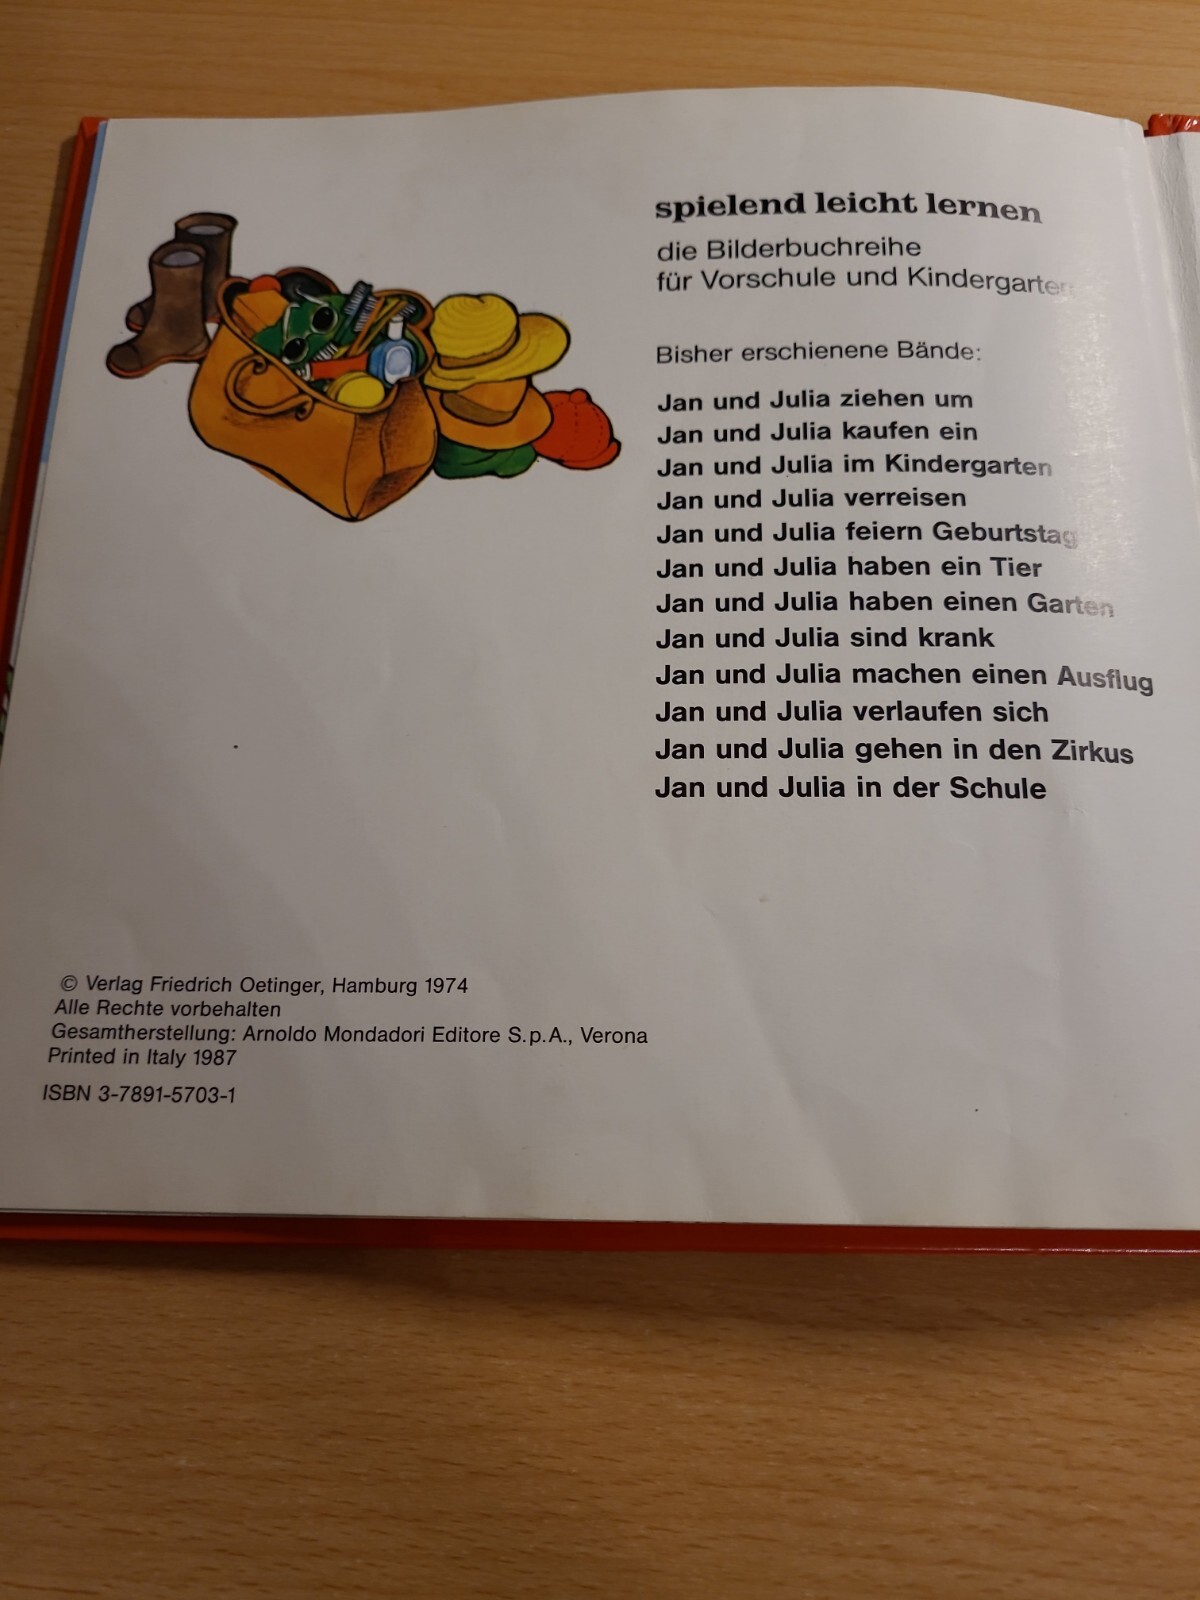 spielend leicht lernen
die Bilderbuchreihe
für Vorschule und Kindergarten
Bisher erschienene Bände:
Jan und Julia ziehen um
Jan und Julia kaufen ein
Jan und Julia im Kindergarten
Jan und Julia verreisen
Jan und Julia feiern Geburtstag
Jan und Julia haben ein Tier
Jan und Julia haben einen Garten
Jan und Julia sind krank
Jan und Julia machen einen Ausflug
Jan und Julia verlaufen sich
Jan und Julia gehen in den Zirkus
Jan und Julia in der Schule
© Verlag Friedrich Oetinger, Hamburg 1974
Alle Rechte vorbehalten
Gesamtherstellung: Arnoldo Mondadori Editore S.p.A., Verona
Printed in Italy 1987
ISBN 3-7891-5703-1